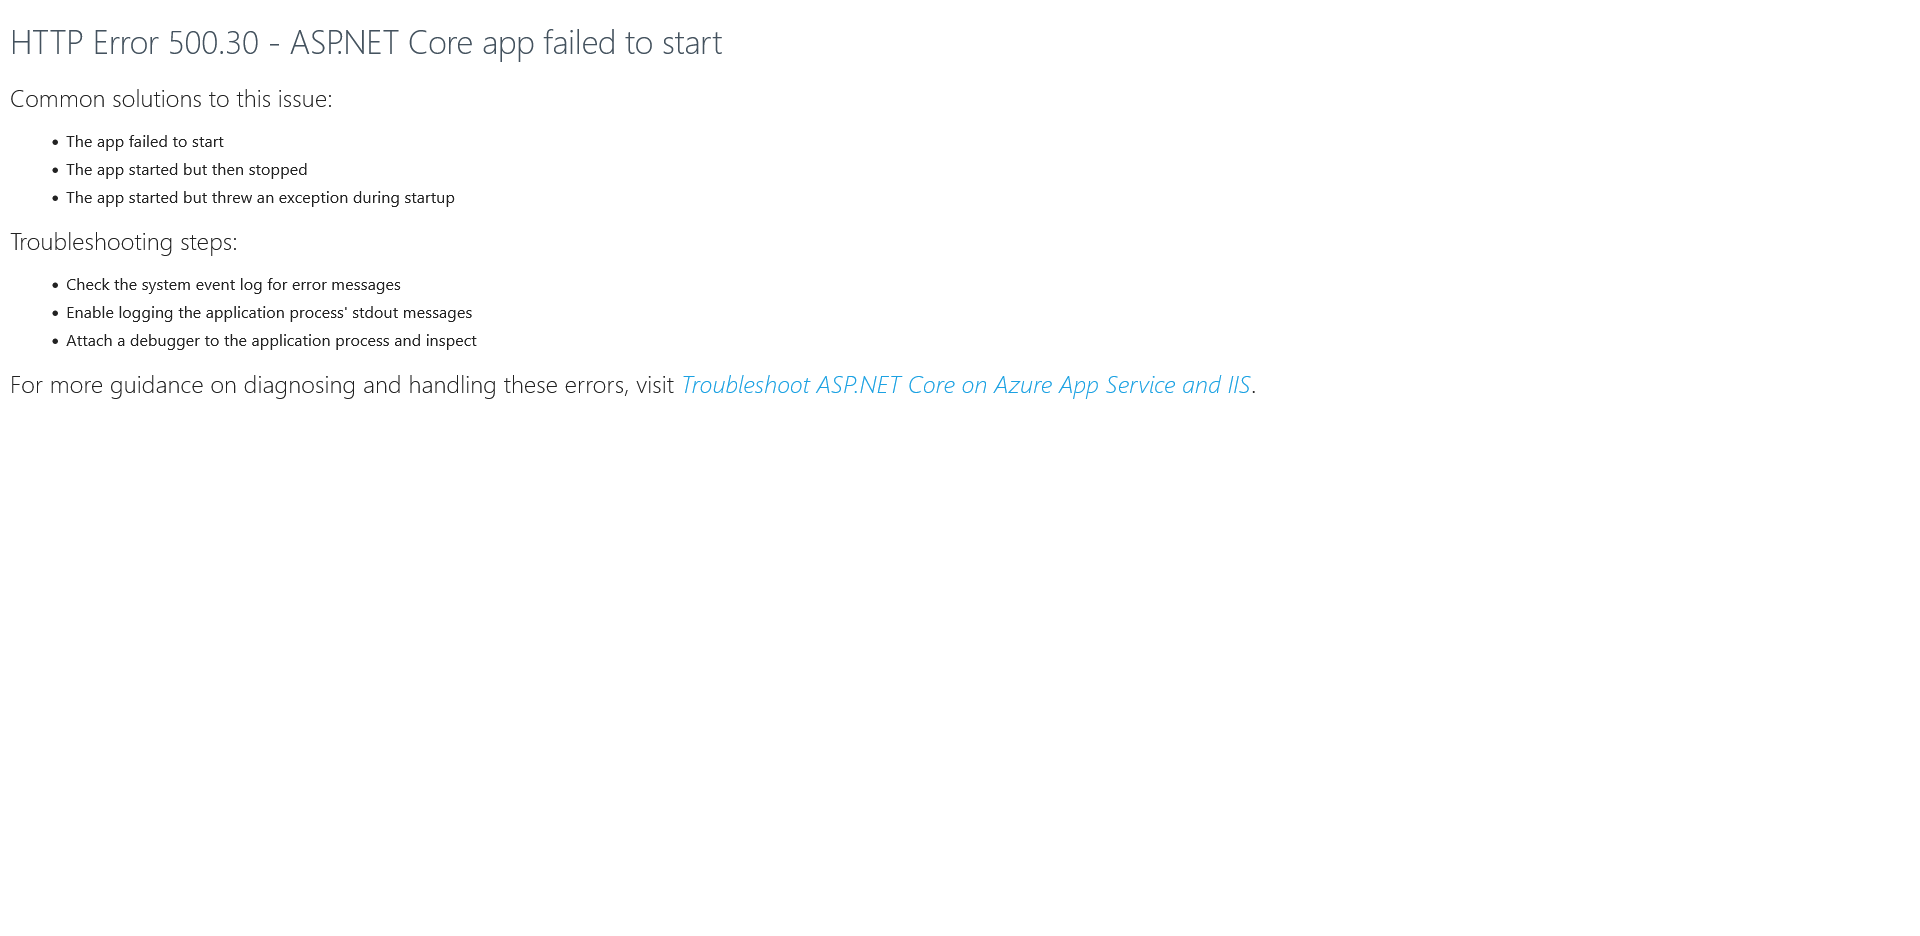 HTTP Error 500.30 - ASP.NET Core app failed to start
Common solutions to this issue:
• The app failed to start
• The app started but then stopped
• The app started but threw an exception during startup
Troubleshooting steps:
• Check the system event log for error messages
• Enable logging the application process' stdout messages
• Attach a debugger to the application process and inspect
For more guidance on diagnosing and handling these errors, visit Troubleshoot ASP.NET Core on Azure App Service and IIS.